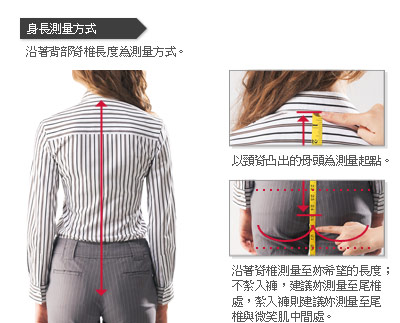 身長測量方式
沿著背部脊椎長度為測量方式。
以頸脊凸出的骨頭為測量起點。
沿著脊椎測量至妳希望的長度；
不紮入褲，建議妳測量至尾椎
處，紮入褲則建議妳測量至尾
椎與微笑肌中間處。